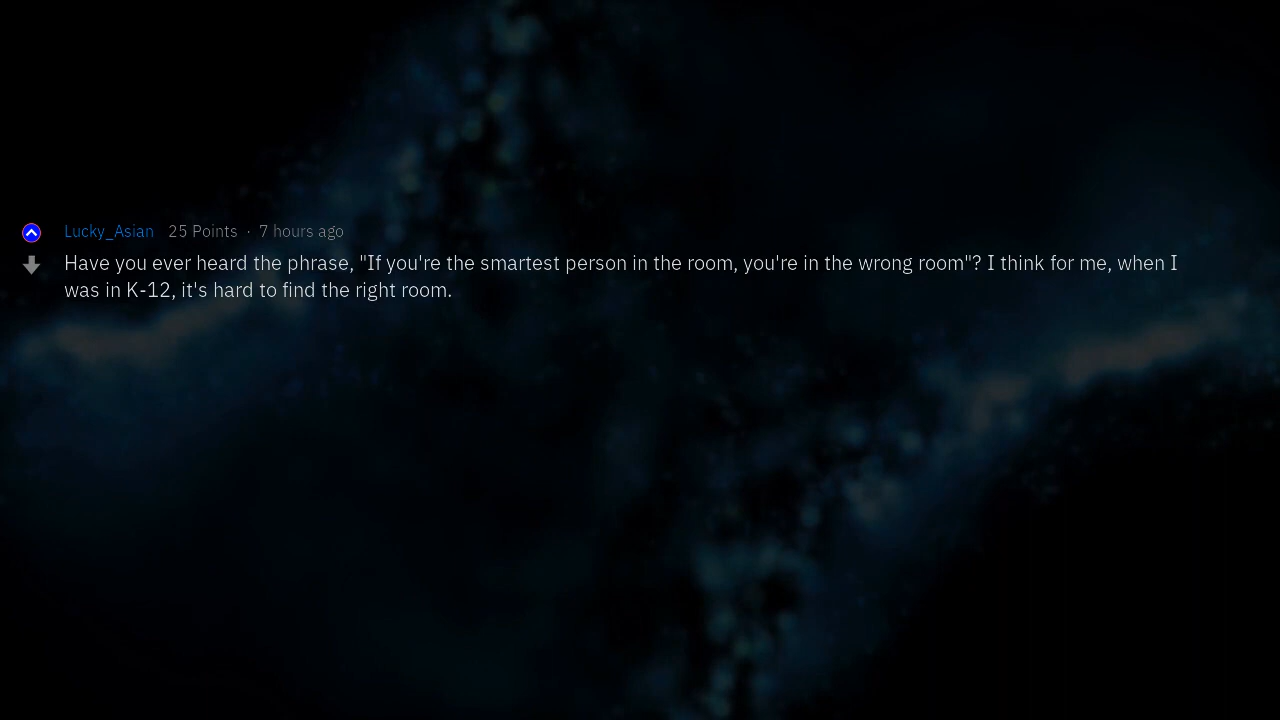 Lucky_Asian 25 Points · 7 hours ago
Have you ever heard the phrase, "If you're the smartest person in the room, you're in the wrong room"? I think for me, when I
was in K-12, it's hard to find the right room.